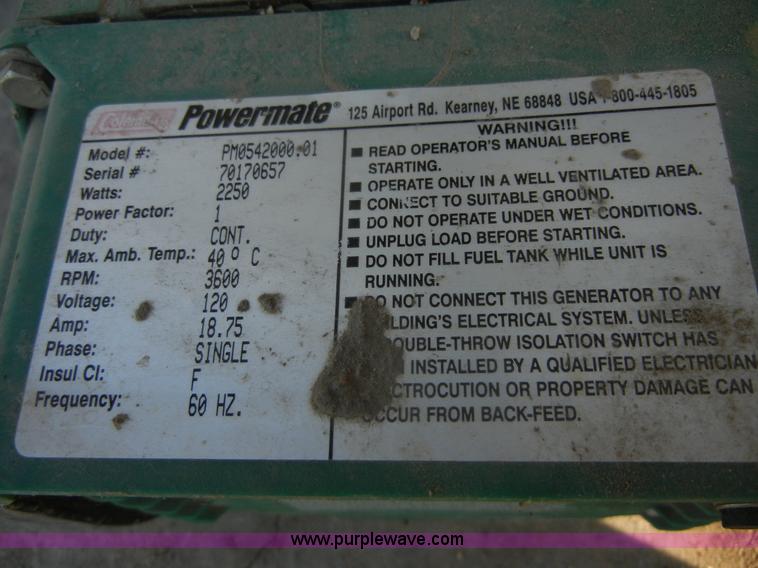 Coleman Powermate® 125 Airport Rd. Kearney, NE 68848 USA 1-800-445-1805
Model #: PM0542000.01
Serial # 70170657
Watts: 2250
Power Factor: 1
Duty: CONT.
Max. Amb. Temp.: 40° C
RPM: 3600
Voltage: 120
Amp: 18.75
Phase: SINGLE
Insul Cl: F
Frequency: 60 HZ.
WARNING!!!
■ READ OPERATOR'S MANUAL BEFORE
STARTING.
■ OPERATE ONLY IN A WELL VENTILATED AREA.
■ CONNECT TO SUITABLE GROUND.
■ DO NOT OPERATE UNDER WET CONDITIONS.
■ UNPLUG LOAD BEFORE STARTING.
■ DO NOT FILL FUEL TANK WHILE UNIT IS
RUNNING.
■ DO NOT CONNECT THIS GENERATOR TO ANY
BUILDING'S ELECTRICAL SYSTEM. UNLESS
DOUBLE-THROW ISOLATION SWITCH HAS
INSTALLED BY A QUALIFIED ELECTRICIAN
ELECTROCUTION OR PROPERTY DAMAGE CAN
OCCUR FROM BACK-FEED.
www.purplewave.com